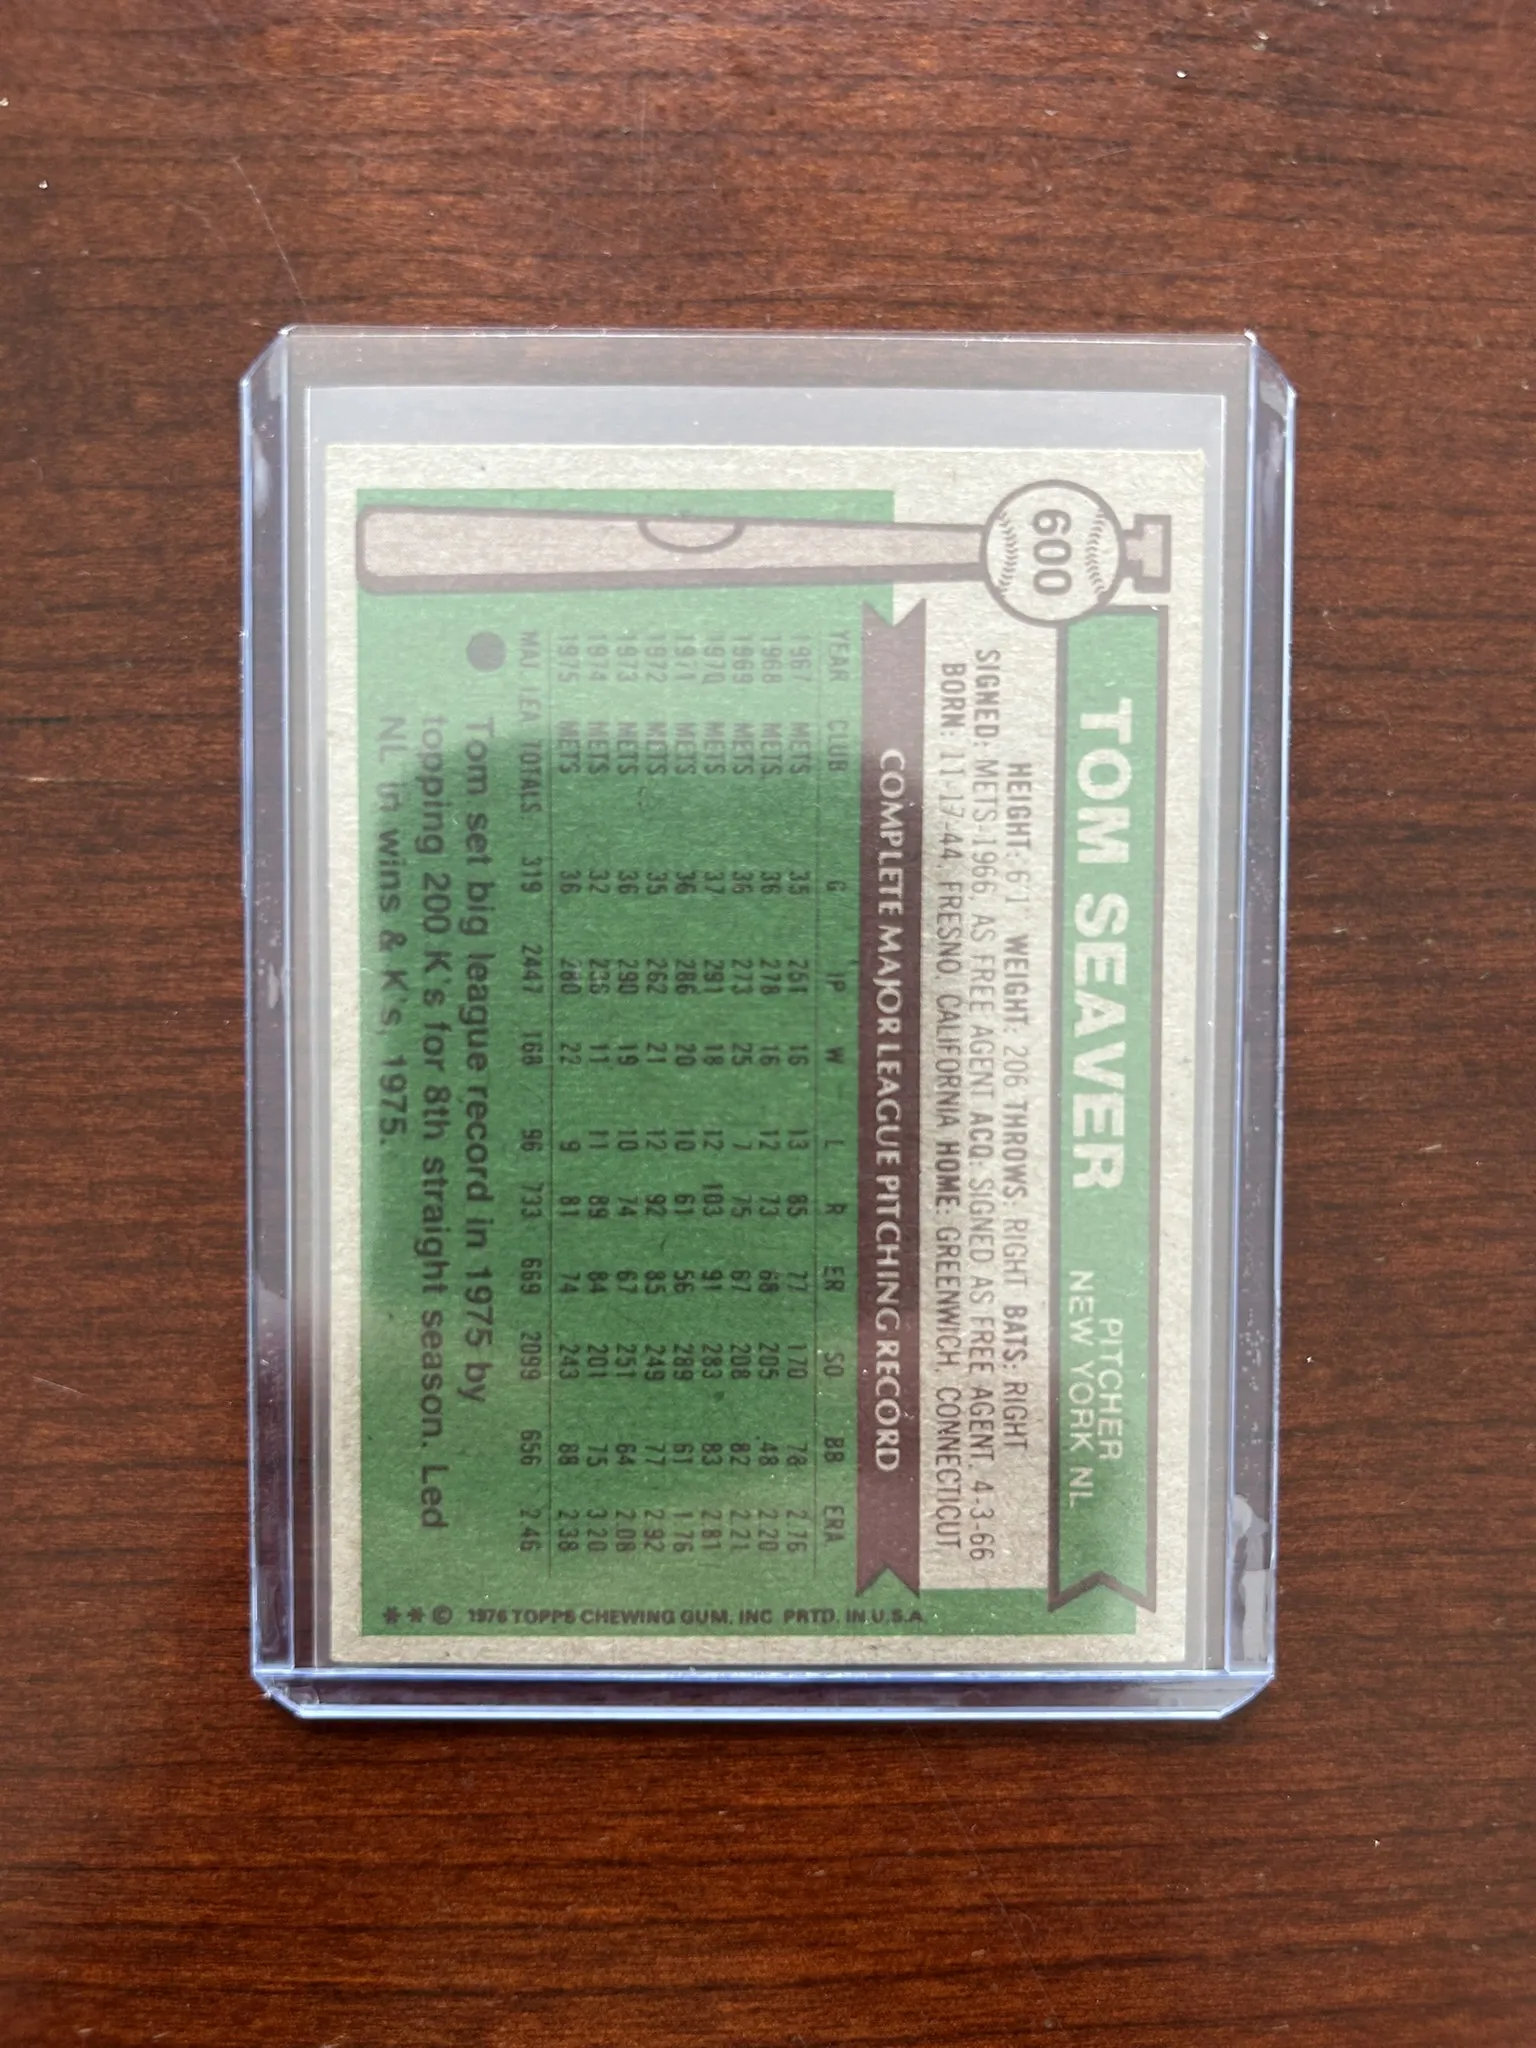 600
TOM SEAVER
PITCHER
NEW YORK NL
HEIGHT: 6'1" WEIGHT: 206 THROWS: RIGHT BATS: RIGHT
SIGNED: METS-1966, AS FREE AGENT ACQ: SIGNED AS FREE AGENT, 4-3-66
BORN: 11-17-44, FRESNO, CALIFORNIA HOME: GREENWICH, CONNECTICUT
COMPLETE MAJOR LEAGUE PITCHING RECORD
YEAR CLUB G IP W L R ER SO BB ERA
1967 METS 35 251 16 13 85 77 170 78 2.76
1968 METS 36 278 16 12 73 68 205 48 2.20
1969 METS 36 273 25 7 75 67 208 82 2.21
1970 METS 37 291 18 12 103 91 283 83 2.81
1971 METS 36 286 20 10 61 56 289 61 1.76
1972 METS 35 262 21 12 92 85 249 77 2.92
1973 METS 36 290 19 10 74 67 251 64 2.08
1974 METS 32 236 11 11 89 84 201 75 3.20
1975 METS 36 280 22 9 81 74 243 88 2.38
MAJ. LEA. TOTALS 319 2447 168 96 733 669 2099 656 2.46
Tom set big league record in 1975 by
topping 200 K's for 8th straight season. Led
NL in wins & K's, 1975.
**© 1976 TOPPS CHEWING GUM, INC. PRTD. IN U.S.A.